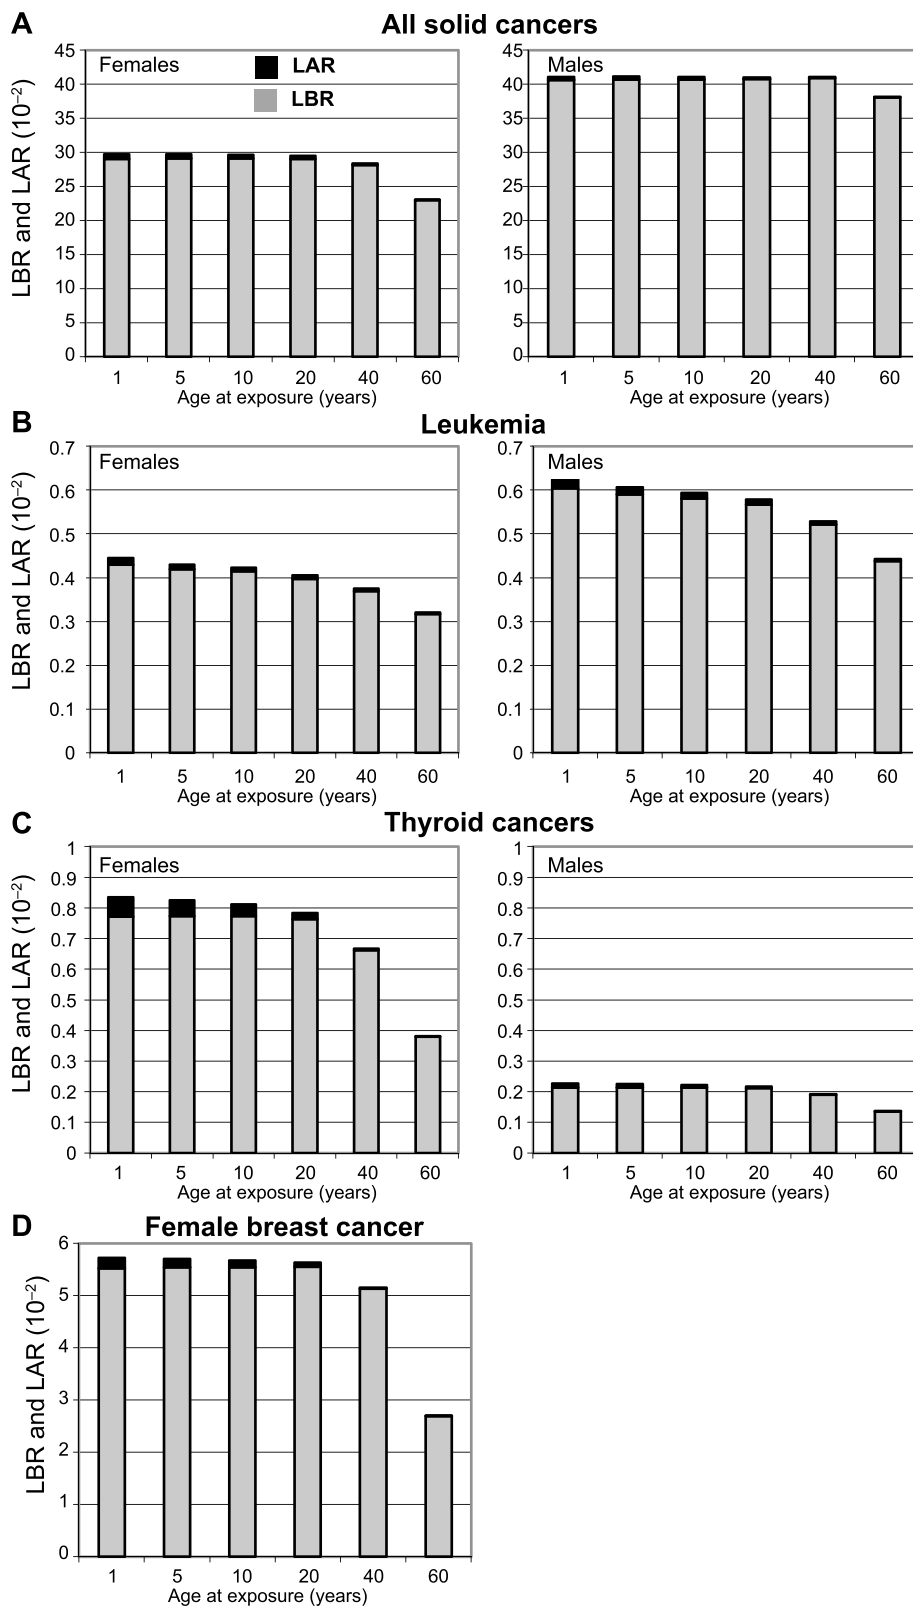 A
All solid cancers
Females
LAR
LBR
Males
LBR and LAR (10⁻²)
45
40
35
30
25
20
15
10
5
0
45
40
35
30
25
20
15
10
5
0
1 5 10 20 40 60
1 5 10 20 40 60
Age at exposure (years)
Age at exposure (years)
B
Leukemia
Females
Males
LBR and LAR (10⁻²)
0.7
0.6
0.5
0.4
0.3
0.2
0.1
0
0.7
0.6
0.5
0.4
0.3
0.2
0.1
0
1 5 10 20 40 60
1 5 10 20 40 60
Age at exposure (years)
Age at exposure (years)
C
Thyroid cancers
Females
Males
LBR and LAR (10⁻²)
1
0.9
0.8
0.7
0.6
0.5
0.4
0.3
0.2
0.1
0
1
0.9
0.8
0.7
0.6
0.5
0.4
0.3
0.2
0.1
0
1 5 10 20 40 60
1 5 10 20 40 60
Age at exposure (years)
Age at exposure (years)
D
Female breast cancer
LBR and LAR (10⁻²)
6
5
4
3
2
1
0
1 5 10 20 40 60
Age at exposure (years)